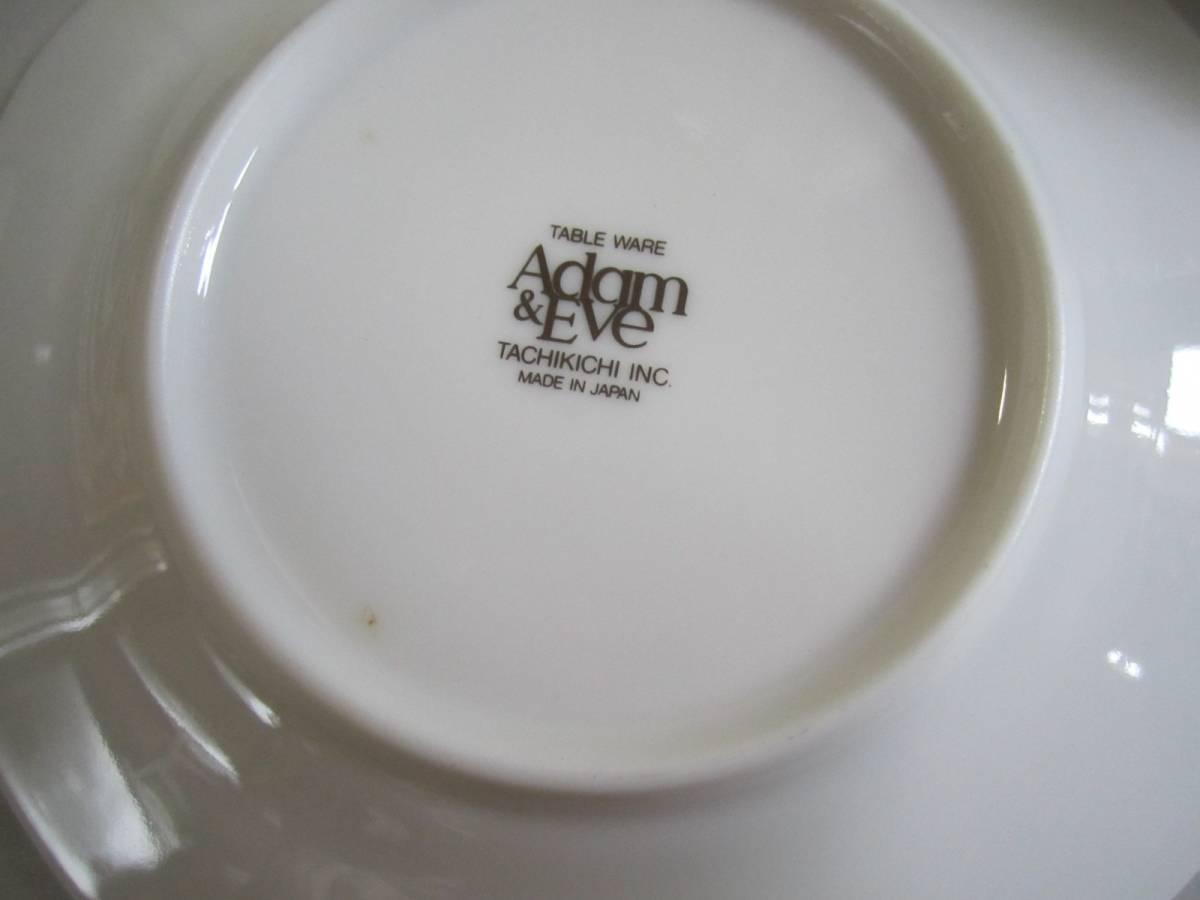 TABLE WARE
Adam
&Eve
TACHIKICHI INC.
MADE IN JAPAN